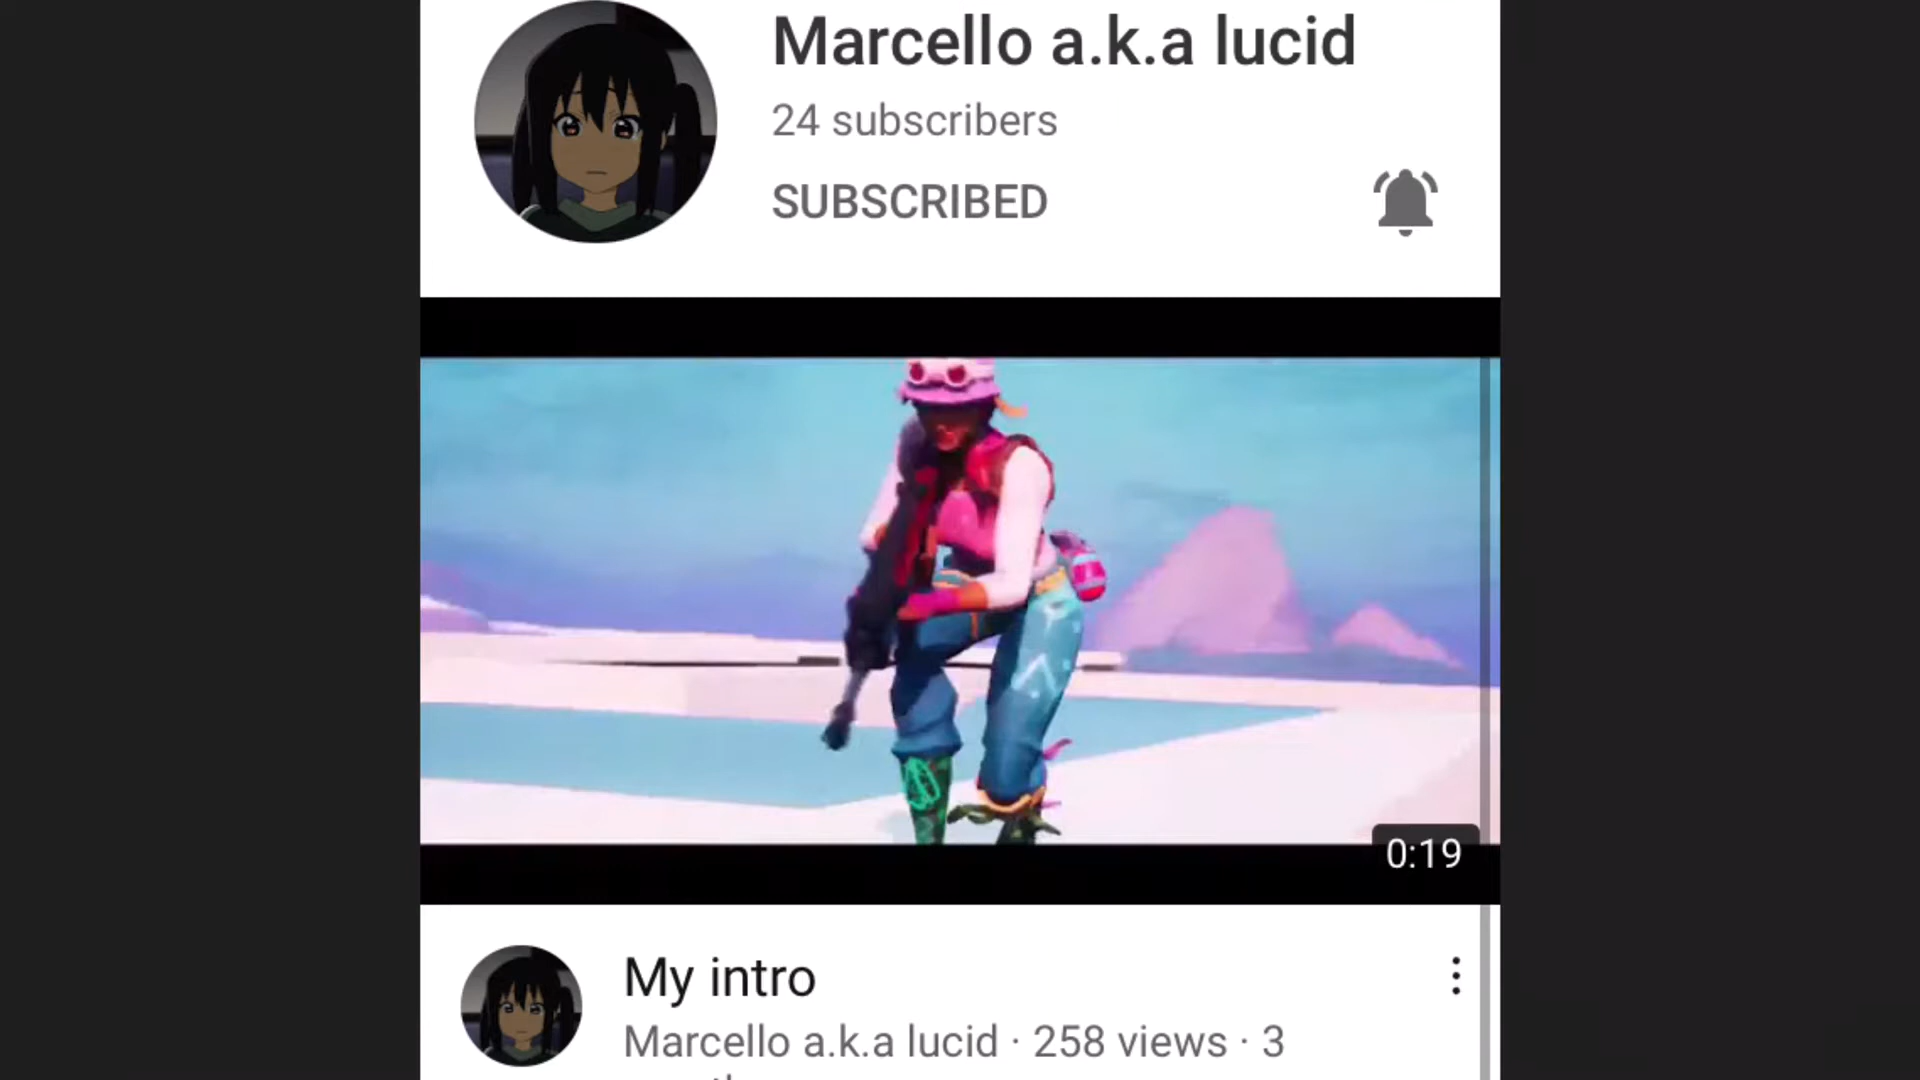 Marcello a.k.a lucid
24 subscribers
SUBSCRIBED
0:19
My intro
Marcello a.k.a lucid · 258 views · 3